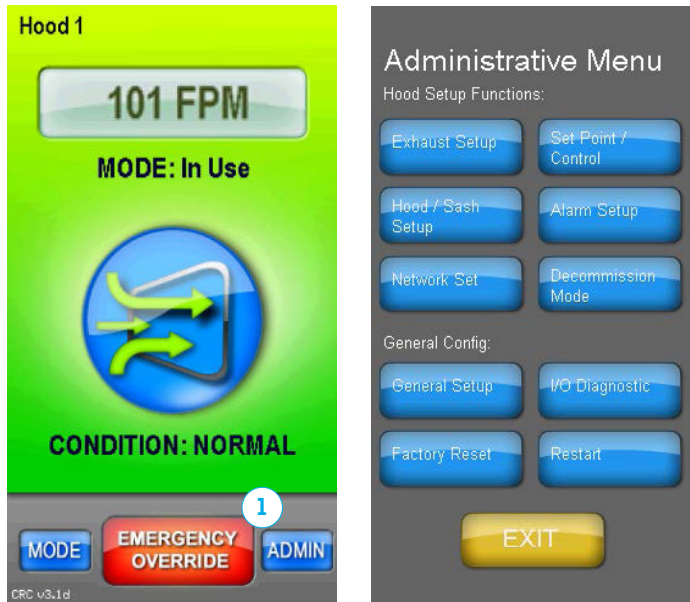 Hood 1
101 FPM
MODE: In Use
CONDITION: NORMAL
1
MODE
EMERGENCY
OVERRIDE
ADMIN
CRC v3.1d
Administrative Menu
Hood Setup Functions:
Exhaust Setup
Set Point /
Control
Hood / Sash
Setup
Alarm Setup
Network Set
Decommission
Mode
General Config:
General Setup
I/O Diagnostic
Factory Reset
Restart
EXIT